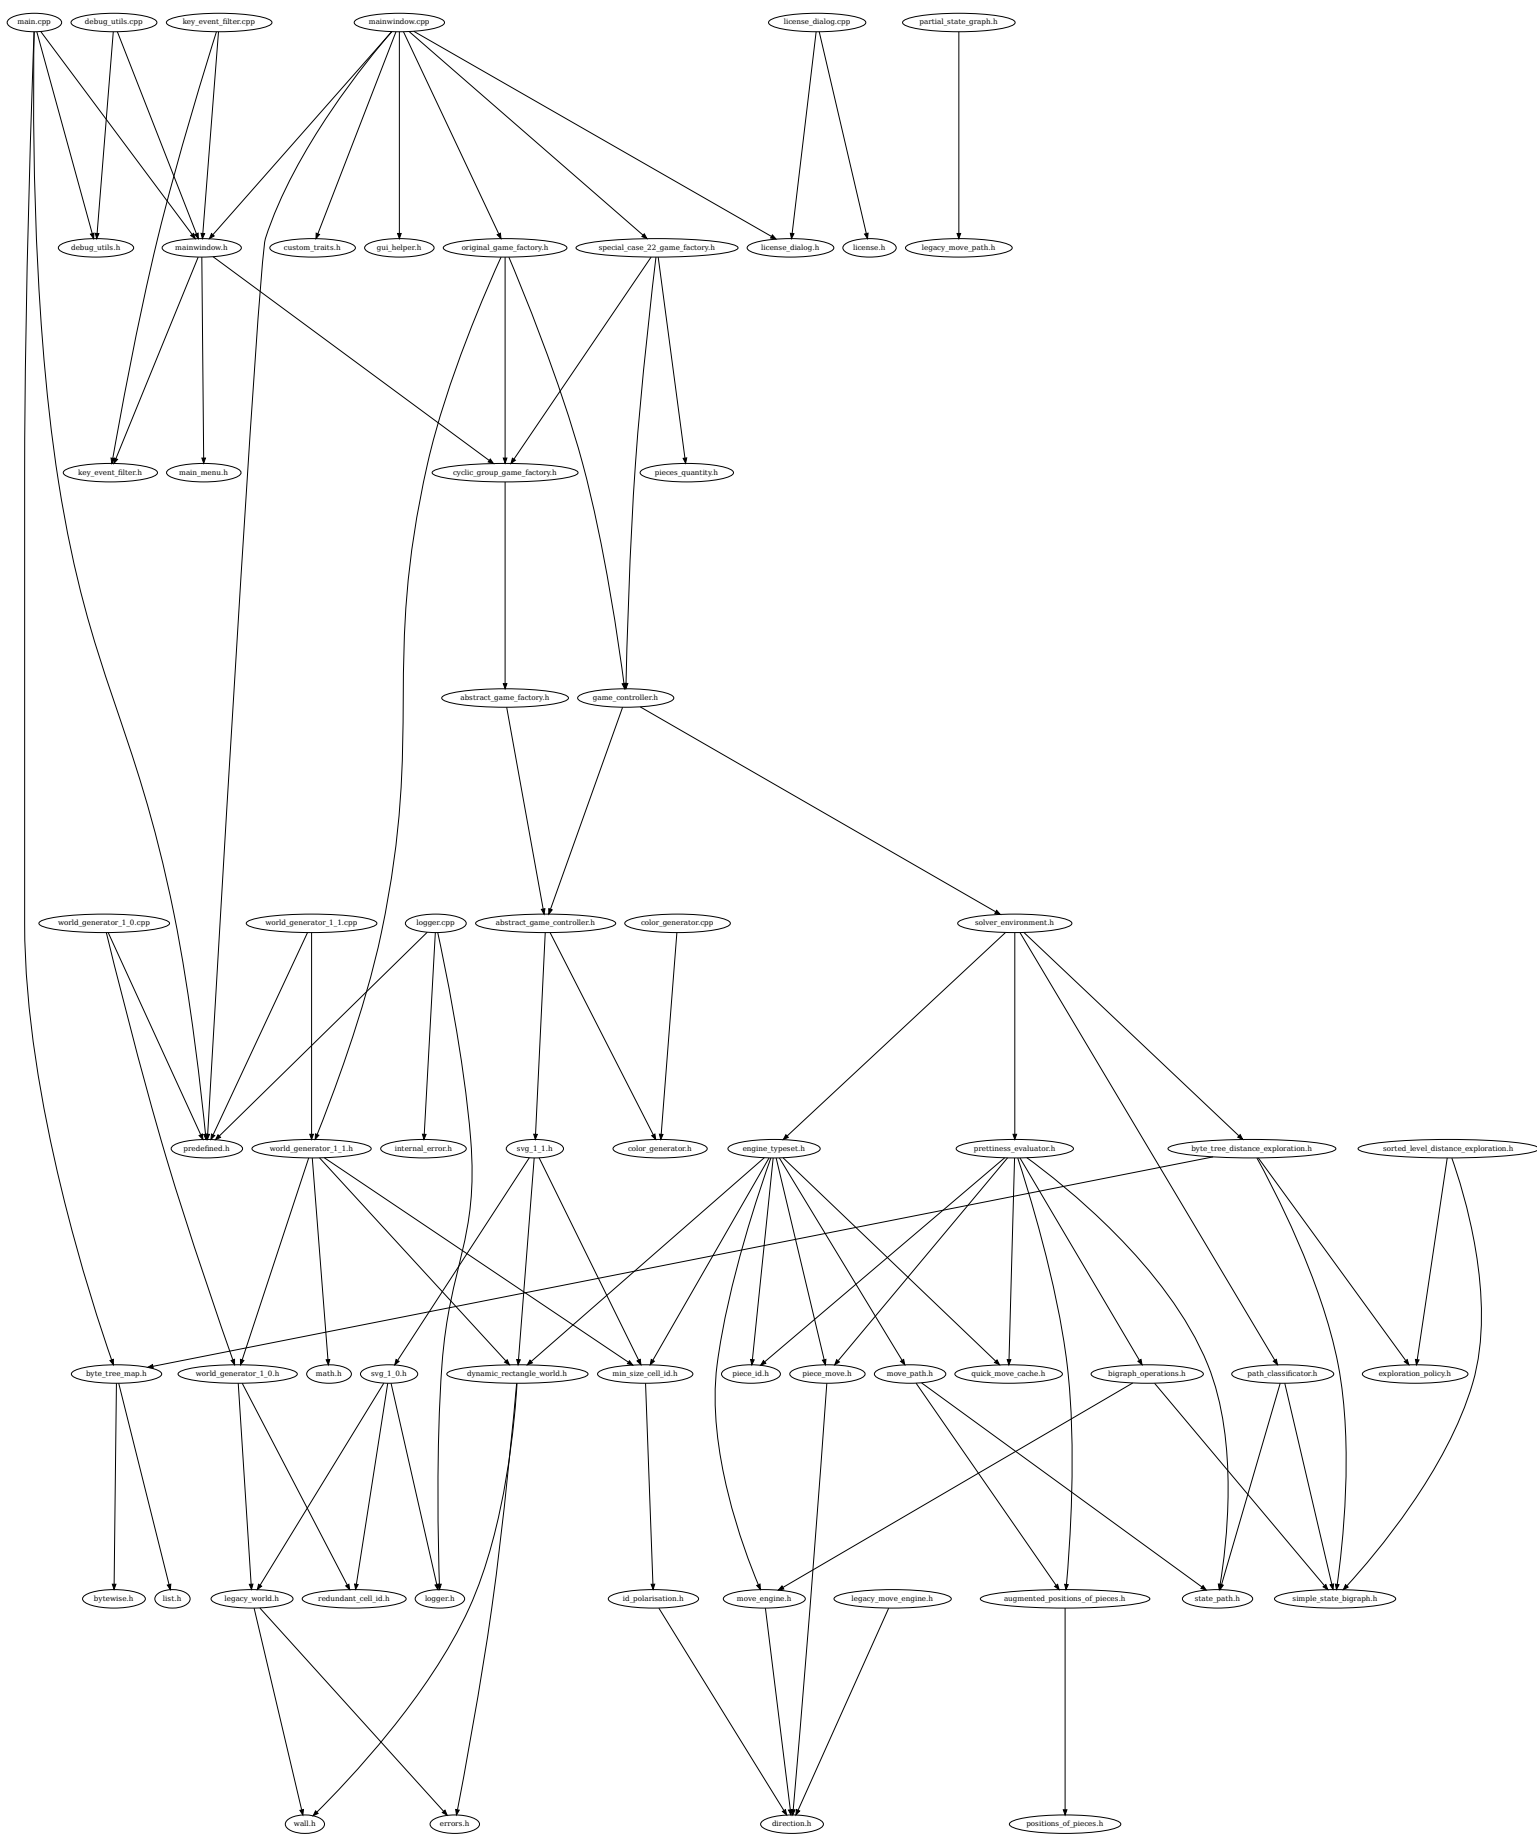 main.cpp
debug_utils.cpp
key_event_filter.cpp
mainwindow.cpp
license_dialog.cpp
partial_state_graph.h
debug_utils.h
mainwindow.h
custom_traits.h
gui_helper.h
original_game_factory.h
special_case_22_game_factory.h
license_dialog.h
license.h
legacy_move_path.h
key_event_filter.h
main_menu.h
cyclic_group_game_factory.h
pieces_quantity.h
abstract_game_factory.h
game_controller.h
world_generator_1_0.cpp
world_generator_1_1.cpp
logger.cpp
abstract_game_controller.h
color_generator.cpp
solver_environment.h
predefined.h
world_generator_1_1.h
internal_error.h
svg_1_1.h
color_generator.h
engine_typeset.h
prettiness_evaluator.h
byte_tree_distance_exploration.h
sorted_level_distance_exploration.h
byte_tree_map.h
world_generator_1_0.h
math.h
svg_1_0.h
dynamic_rectangle_world.h
min_size_cell_id.h
piece_id.h
piece_move.h
move_path.h
quick_move_cache.h
bigraph_operations.h
path_classificator.h
exploration_policy.h
bytewise.h
list.h
legacy_world.h
redundant_cell_id.h
logger.h
id_polarisation.h
move_engine.h
legacy_move_engine.h
augmented_positions_of_pieces.h
state_path.h
simple_state_bigraph.h
wall.h
errors.h
direction.h
positions_of_pieces.h